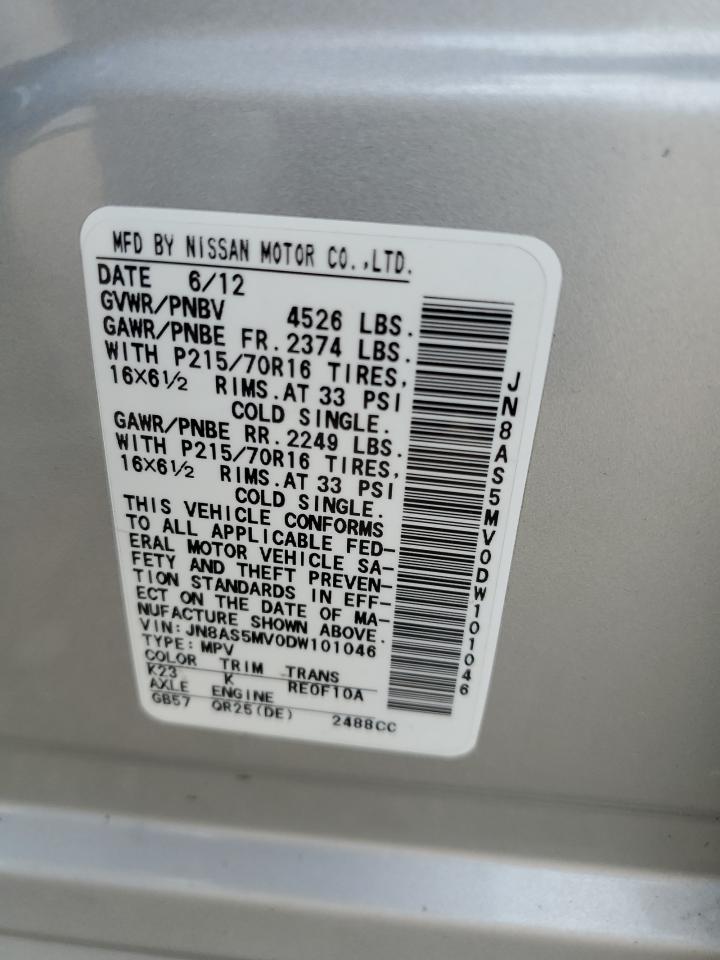 MFD BY NISSAN MOTOR CO.,LTD.
DATE 6/12
GVWR/PNBV 4526 LBS.
GAWR/PNBE FR.2374 LBS.
WITH P215/70R16 TIRES,
16X6½ RIMS.AT 33 PSI
COLD SINGLE.
GAWR/PNBE RR.2249 LBS.
WITH P215/70R16 TIRES,
16X6½ RIMS.AT 33 PSI
COLD SINGLE.
THIS VEHICLE CONFORMS
TO ALL APPLICABLE FED-
ERAL MOTOR VEHICLE SA-
FETY AND THEFT PREVEN-
TION STANDARDS IN EFF-
ECT ON THE DATE OF MA-
NUFACTURE SHOWN ABOVE.
VIN:JN8AS5MV0DW101046
TYPE: MPV
COLOR TRIM TRANS
K23 K RE0F10A
AXLE ENGINE
GB57 QR25(DE) 2488CC
JN8AS5MV0DW101046